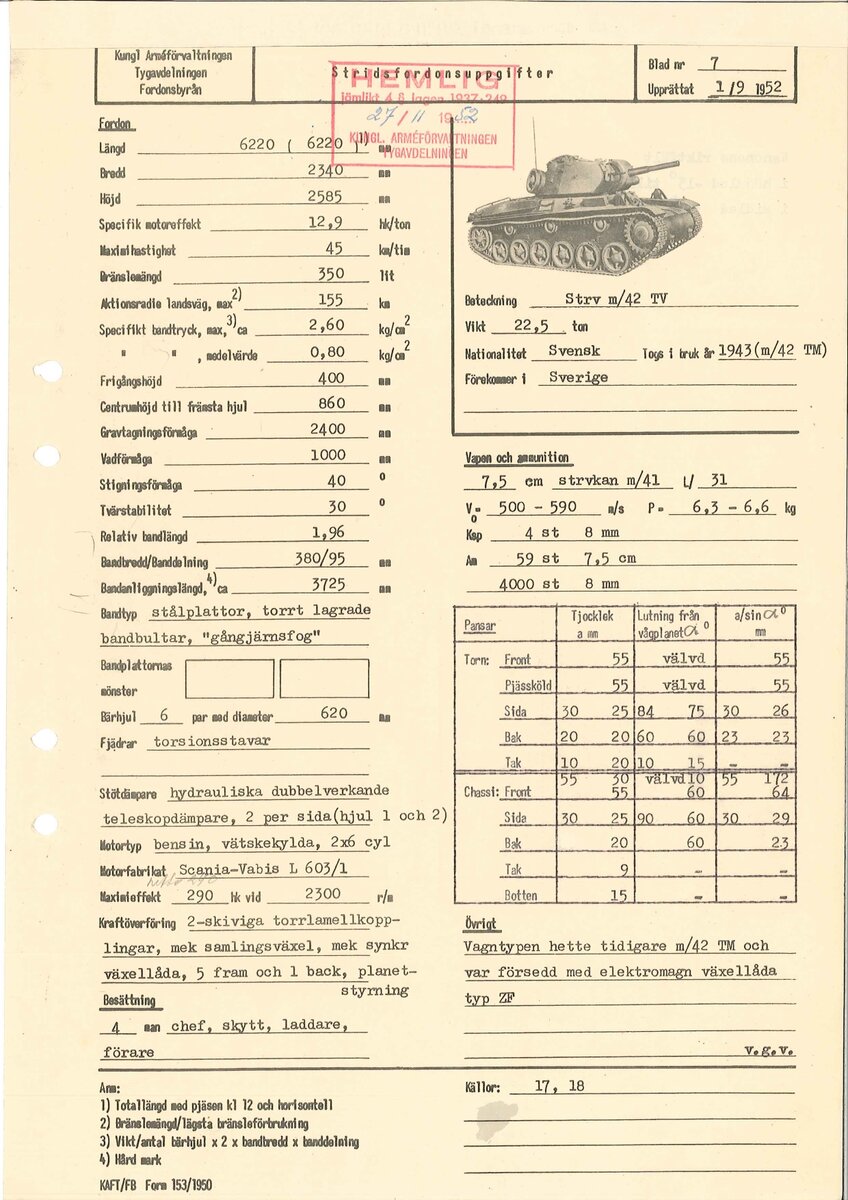 Kungl Arméförvaltningen
Tygavdelningen
Fordonsbyrån
Stridsfordonsuppgifter
Blad nr 7
Upprättat 1/9 1952
HEMLIG
jämlikt 4 § lagen 1937:249
27/11 1952
KUNGL. ARMÉFÖRVALTNINGEN
TYGAVDELNINGEN
Fordon
Längd 6220 ( 6220 )1) mm
Bredd 2340 mm
Höjd 2585 mm
Specifik motoreffekt 12,9 hk/ton
Maximihastighet 45 km/tim
Bränslemängd 350 lit
Aktionsradie landsväg, max2) 155 km
Specifikt bandtryck, max,3) ca 2,60 kg/cm2
" " , medelvärde 0,80 kg/cm2
Frigångshöjd 400 mm
Centrumhöjd till främsta hjul 860 mm
Gravtagningsförmåga 2400 mm
Vadförmåga 1000 mm
Stigningsförmåga 40 o
Tvärstabilitet 30 o
Relativ bandlängd 1,96
Bandbredd/Banddelning 380/95 mm
Bandanliggningslängd,4) ca 3725 mm
Bandtyp stålplattor, torrt lagrade
bandbultar, "gångjärnsfog"
Bandplattornas
mönster
Bärhjul 6 par med diameter 620 mm
Fjädrar torsionsstavar
Stötdämpare hydrauliska dubbelverkande
teleskopdämpare, 2 per sida(hjul 1 och 2)
Motortyp bensin, vätskekylda, 2x6 cyl
Motorfabrikat Scania-Vabis L 603/1
Maximieffekt 290 hk vid 2300 r/m
Kraftöverföring 2-skiviga torrlamellkopp-
lingar, mek samlingsväxel, mek synkr
växellåda, 5 fram och 1 back, planet-
styrning
Besättning
4 man chef, skytt, laddare,
förare
Beteckning Strv m/42 TV
Vikt 22,5 ton
Nationalitet Svensk Togs i bruk år 1943(m/42 TM)
Förekommer i Sverige
Vapen och ammunition
7,5 cm strvkan m/41 L/ 31
Vo= 500 - 590 m/s P= 6,3 - 6,6 kg
Ksp 4 st 8 mm
Am 59 st 7,5 cm
4000 st 8 mm
Pansar Tjocklek a mm Lutning från vågplanet α o a/sin α o mm
Torn: Front 55 välvd 55
Pjässköld 55 välvd 55
Sida 30 25 84 75 30 26
Bak 20 20 60 60 23 23
Tak 10 20 10 15 - -
55 30 välvd 10 55 172
Chassi: Front 55 60 64
Sida 30 25 90 60 30 29
Bak 20 60 23
Tak 9 - -
Botten 15 - -
Övrigt
Vagntypen hette tidigare m/42 TM och
var försedd med elektromagn växellåda
typ ZF
v.g.v.
Anm:
1) Totallängd med pjäsen kl 12 och horisontell
2) Bränslemängd/lägsta bränsleförbrukning
3) Vikt/antal bärhjul x 2 x bandbredd x banddelning
4) Hård mark
KAFT/FB Form 153/1950
Källor: 17, 18